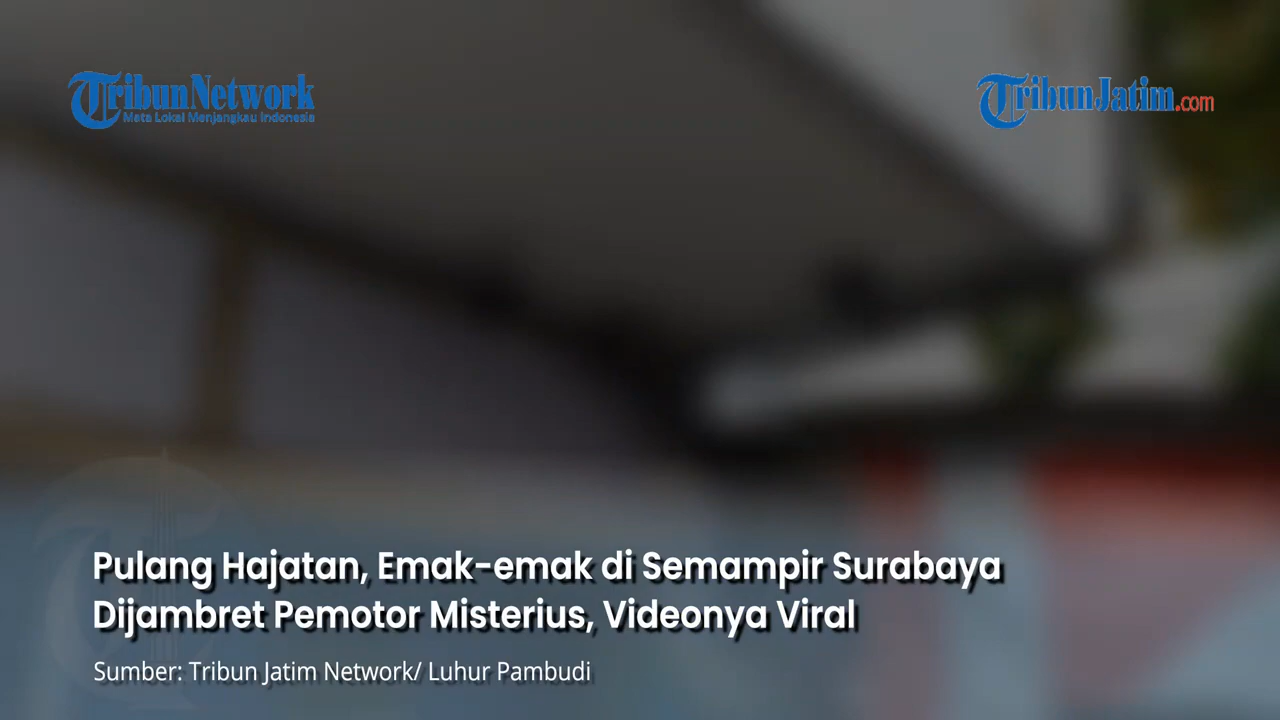 TribunNetwork
Mata Lokal Menjangkau Indonesia
TribunJatim.com
Pulang Hajatan, Emak-emak di Semampir Surabaya
Dijambret Pemotor Misterius, Videonya Viral
Sumber: Tribun Jatim Network/ Luhur Pambudi